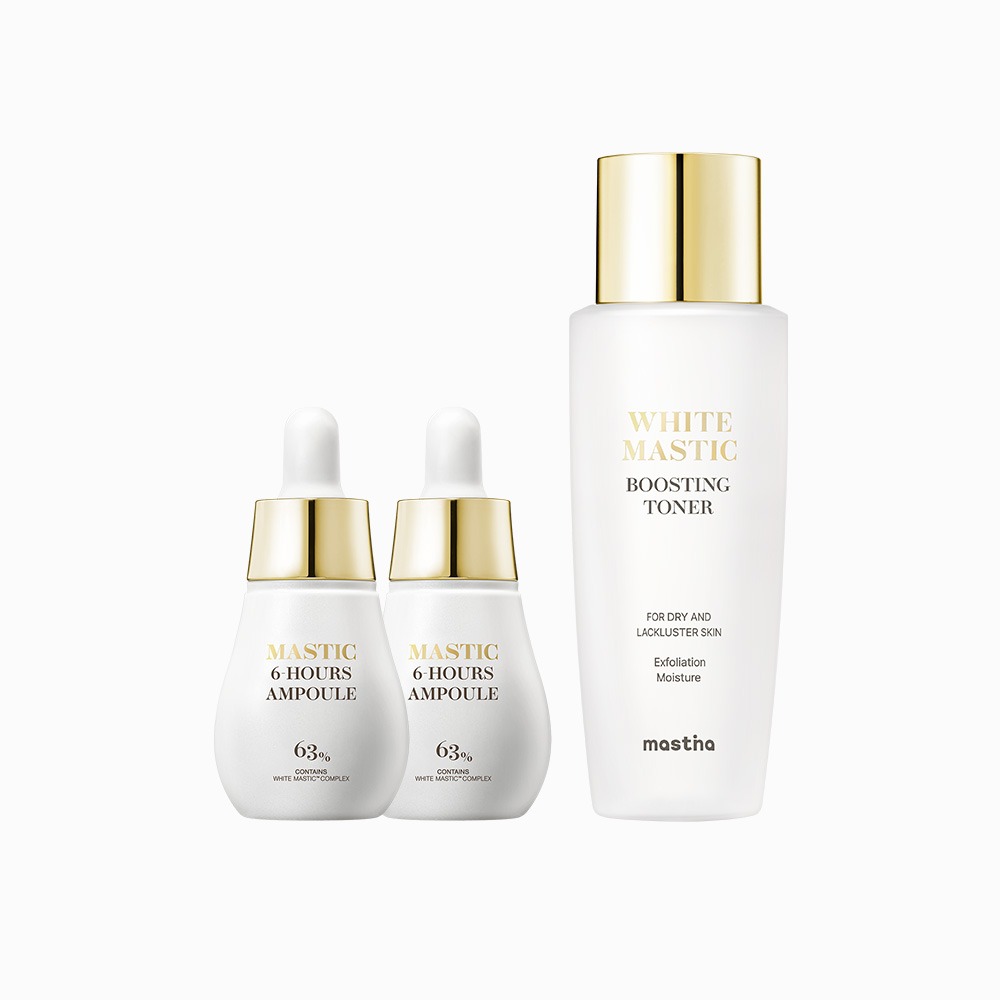 MASTIC
6-HOURS
AMPOULE
63%
CONTAINS
WHITE MASTIC™ COMPLEX
MASTIC
6-HOURS
AMPOULE
63%
CONTAINS
WHITE MASTIC™ COMPLEX
WHITE
MASTIC
BOOSTING
TONER
FOR DRY AND
LACKLUSTER SKIN
Exfoliation
Moisture
mastina